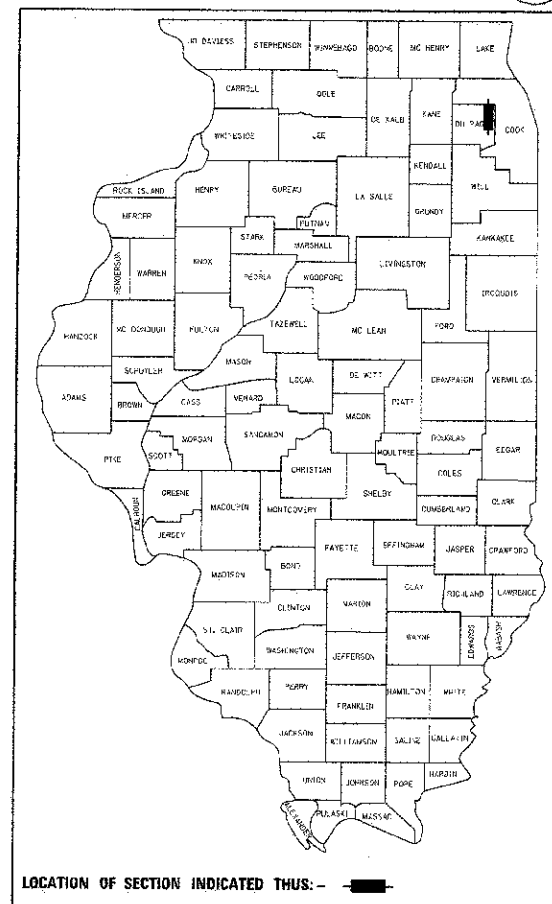 JO DAVIESS STEPHENSON WINNEBAGO BOONE MC HENRY LAKE
CARROLL OGLE DE KALB KANE DU PAGE COOK
WHITESIDE LEE
KENDALL WILL
ROCK ISLAND HENRY BUREAU LA SALLE GRUNDY
MERCER PUTNAM KANKAKEE
STARK MARSHALL
HENDERSON WARREN KNOX PEORIA WOODFORD LIVINGSTON IROQUOIS
HANCOCK MC DONOUGH FULTON TAZEWELL MC LEAN FORD
SCHUYLER MASON
ADAMS LOGAN DE WITT CHAMPAIGN VERMILION
BROWN CASS MENARD MACON PIATT
MORGAN SANGAMON DOUGLAS
PIKE SCOTT CHRISTIAN MOULTRIE COLES EDGAR
CALHOUN GREENE MACOUPIN MONTGOMERY SHELBY CUMBERLAND CLARK
JERSEY FAYETTE EFFINGHAM JASPER CRAWFORD
MADISON BOND
CLAY RICHLAND LAWRENCE
CLINTON MARION
ST. CLAIR WAYNE EDWARDS WABASH
WASHINGTON JEFFERSON
MONROE
RANDOLPH PERRY HAMILTON WHITE
FRANKLIN
JACKSON WILLIAMSON SALINE GALLATIN
UNION JOHNSON POPE HARDIN
ALEXANDER PULASKI MASSAC
LOCATION OF SECTION INDICATED THUS:-